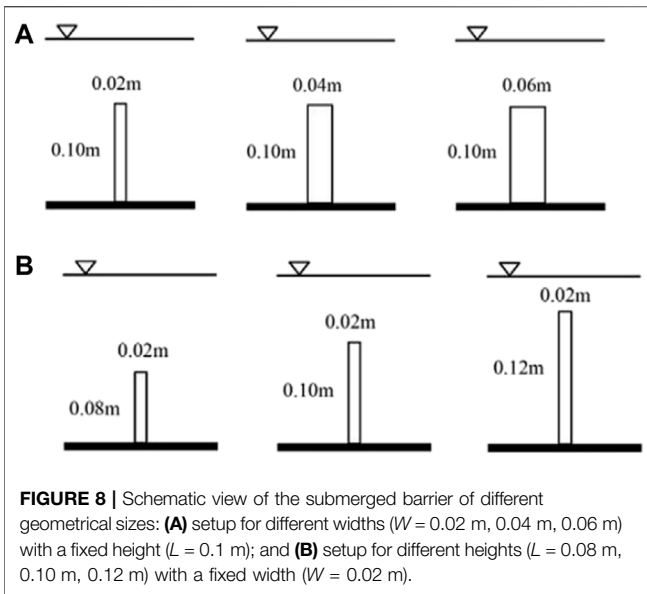 A
0.02m 0.04m 0.06m
0.10m 0.10m 0.10m
B
0.02m 0.02m 0.02m
0.08m 0.10m 0.12m
FIGURE 8 | Schematic view of the submerged barrier of different
geometrical sizes: (A) setup for different widths (W = 0.02 m, 0.04 m, 0.06 m)
with a fixed height (L = 0.1 m); and (B) setup for different heights (L = 0.08 m,
0.10 m, 0.12 m) with a fixed width (W = 0.02 m).